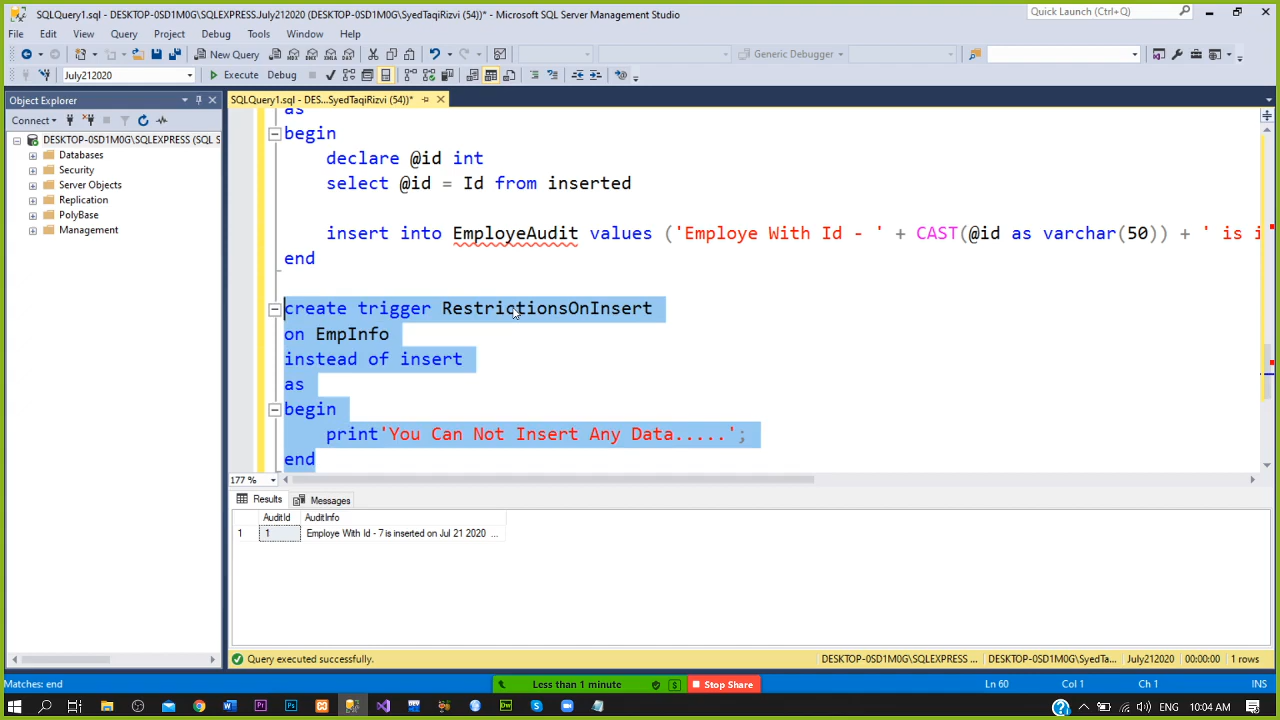 SQLQuery1.sql - DESKTOP-0SD1M0G\SQLEXPRESS.July212020 (DESKTOP-0SD1M0G\SyedTaqiRizvi (54))* - Microsoft SQL Server Management Studio
Quick Launch (Ctrl+Q)
File Edit View Query Project Debug Tools Window Help
New Query
Generic Debugger
July212020
Execute Debug
Object Explorer
SQLQuery1.sql - DES...SyedTaqiRizvi (54))*
Connect
DESKTOP-0SD1M0G\SQLEXPRESS (SQL S
Databases
Security
Server Objects
Replication
PolyBase
Management
as
begin
declare @id int
select @id = Id from inserted
insert into EmployeAudit values ('Employe With Id - ' + CAST(@id as varchar(50)) + ' is i
end
create trigger RestrictionsOnInsert
on EmpInfo
instead of insert
as
begin
print'You Can Not Insert Any Data.....';
end
177 %
Results Messages
AuditId AuditInfo
1 1 Employe With Id - 7 is inserted on Jul 21 2020 ...
Query executed successfully.
DESKTOP-0SD1M0G\SQLEXPRESS ... DESKTOP-0SD1M0G\SyedTa... July212020 00:00:00 1 rows
Matches: end
Less than 1 minute
Stop Share
Ln 60 Col 1 Ch 1 INS
10:04 AM